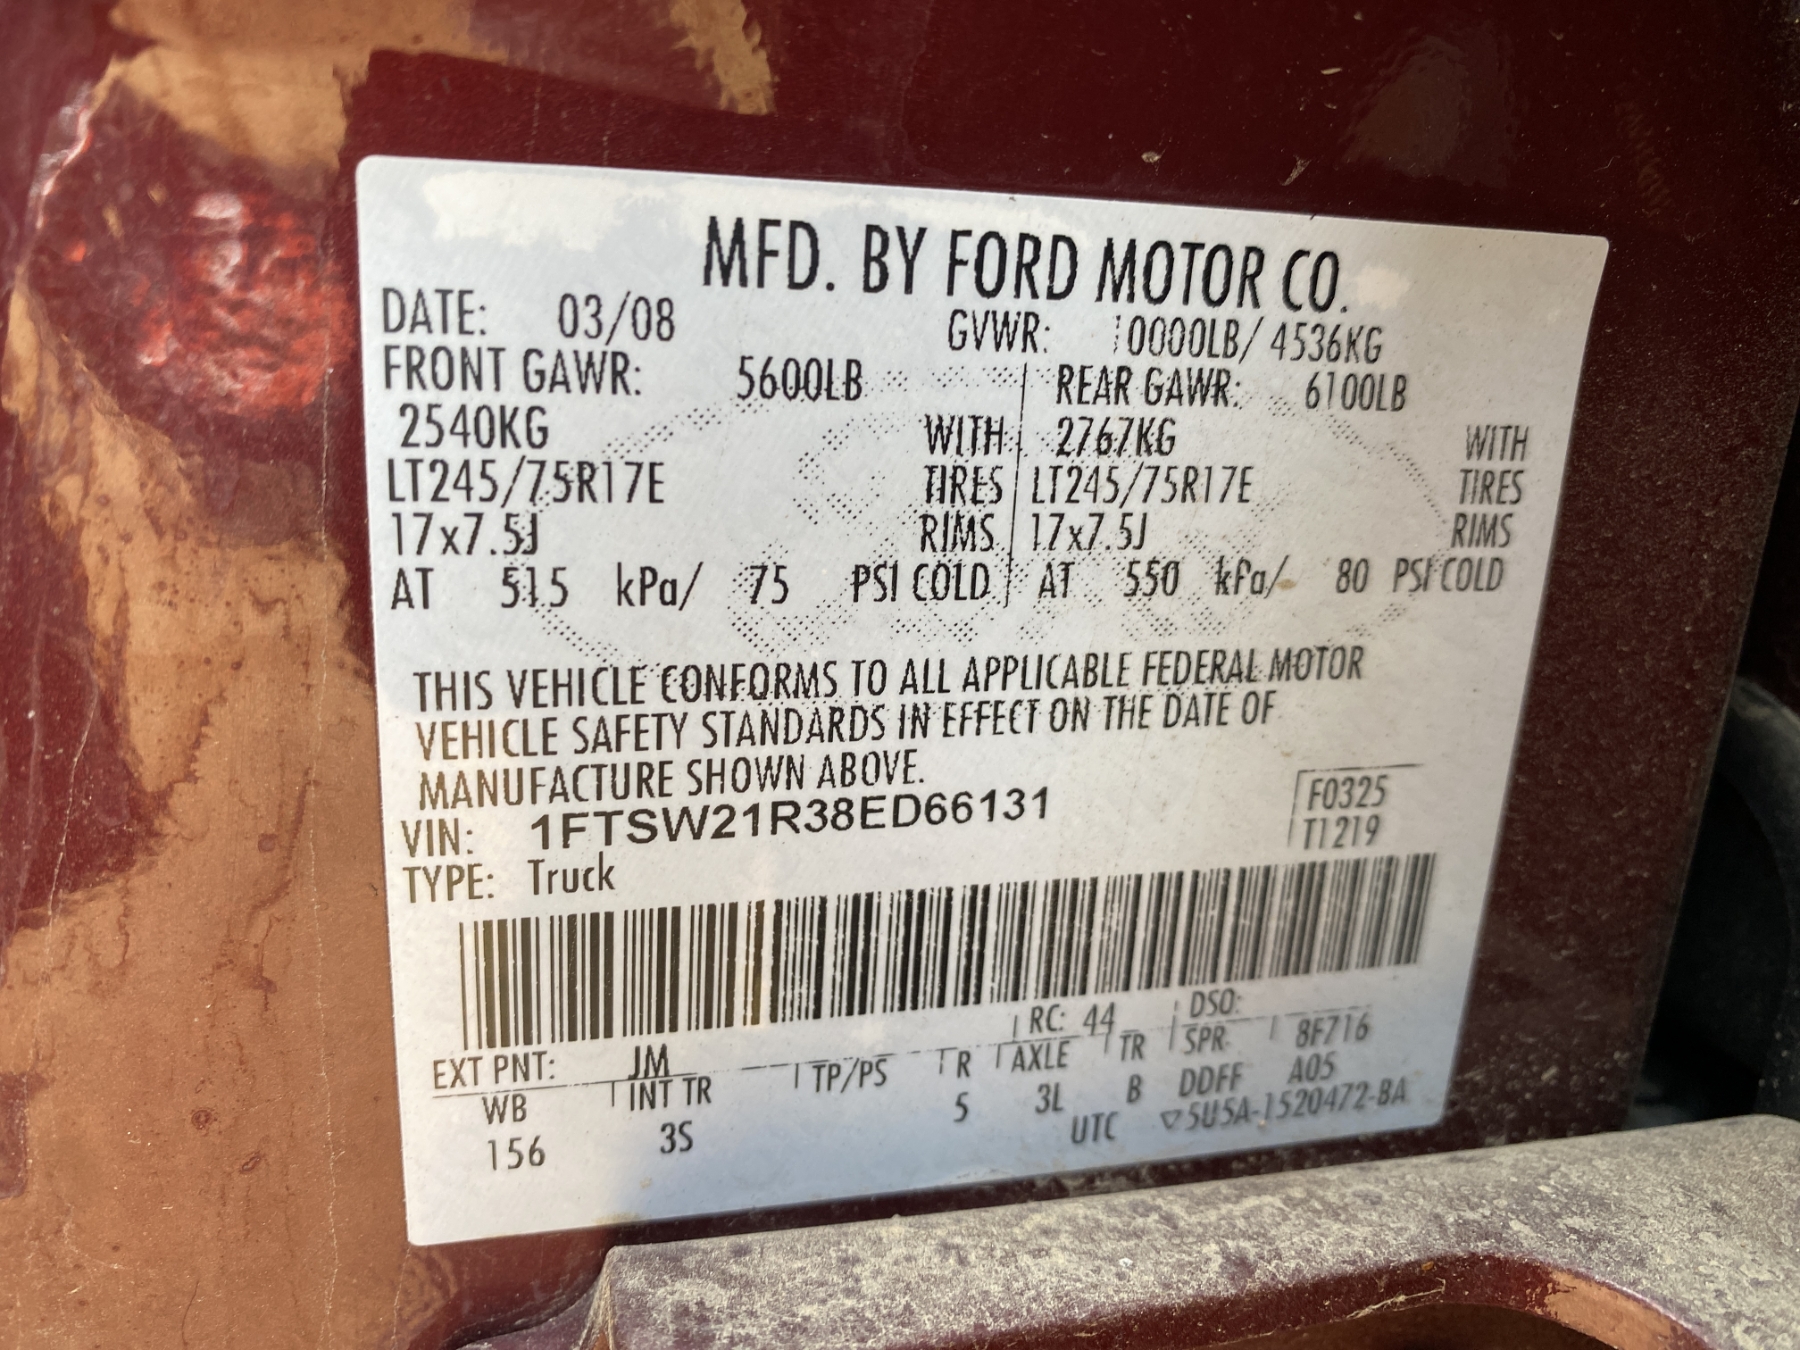 MFD. BY FORD MOTOR CO.
DATE: 03/08 GVWR: 10000LB/ 4536KG
FRONT GAWR: 5600LB REAR GAWR: 6100LB
2540KG WITH 2767KG WITH
LT245/75R17E TIRES LT245/75R17E TIRES
17x7.5J RIMS 17x7.5J RIMS
AT 515 kPa/ 75 PSI COLD AT 550 kPa/ 80 PSI COLD
THIS VEHICLE CONFORMS TO ALL APPLICABLE FEDERAL MOTOR
VEHICLE SAFETY STANDARDS IN EFFECT ON THE DATE OF
MANUFACTURE SHOWN ABOVE.
VIN: 1FTSW21R38ED66131 F0325
TYPE: Truck T1219
EXT PNT: JM RC: 44 DSO:
WB INT TR TP/PS R AXLE TR SPR 8F716
156 3S 5 3L B DDFF A05
UTC ▽5U5A-1520472-BA